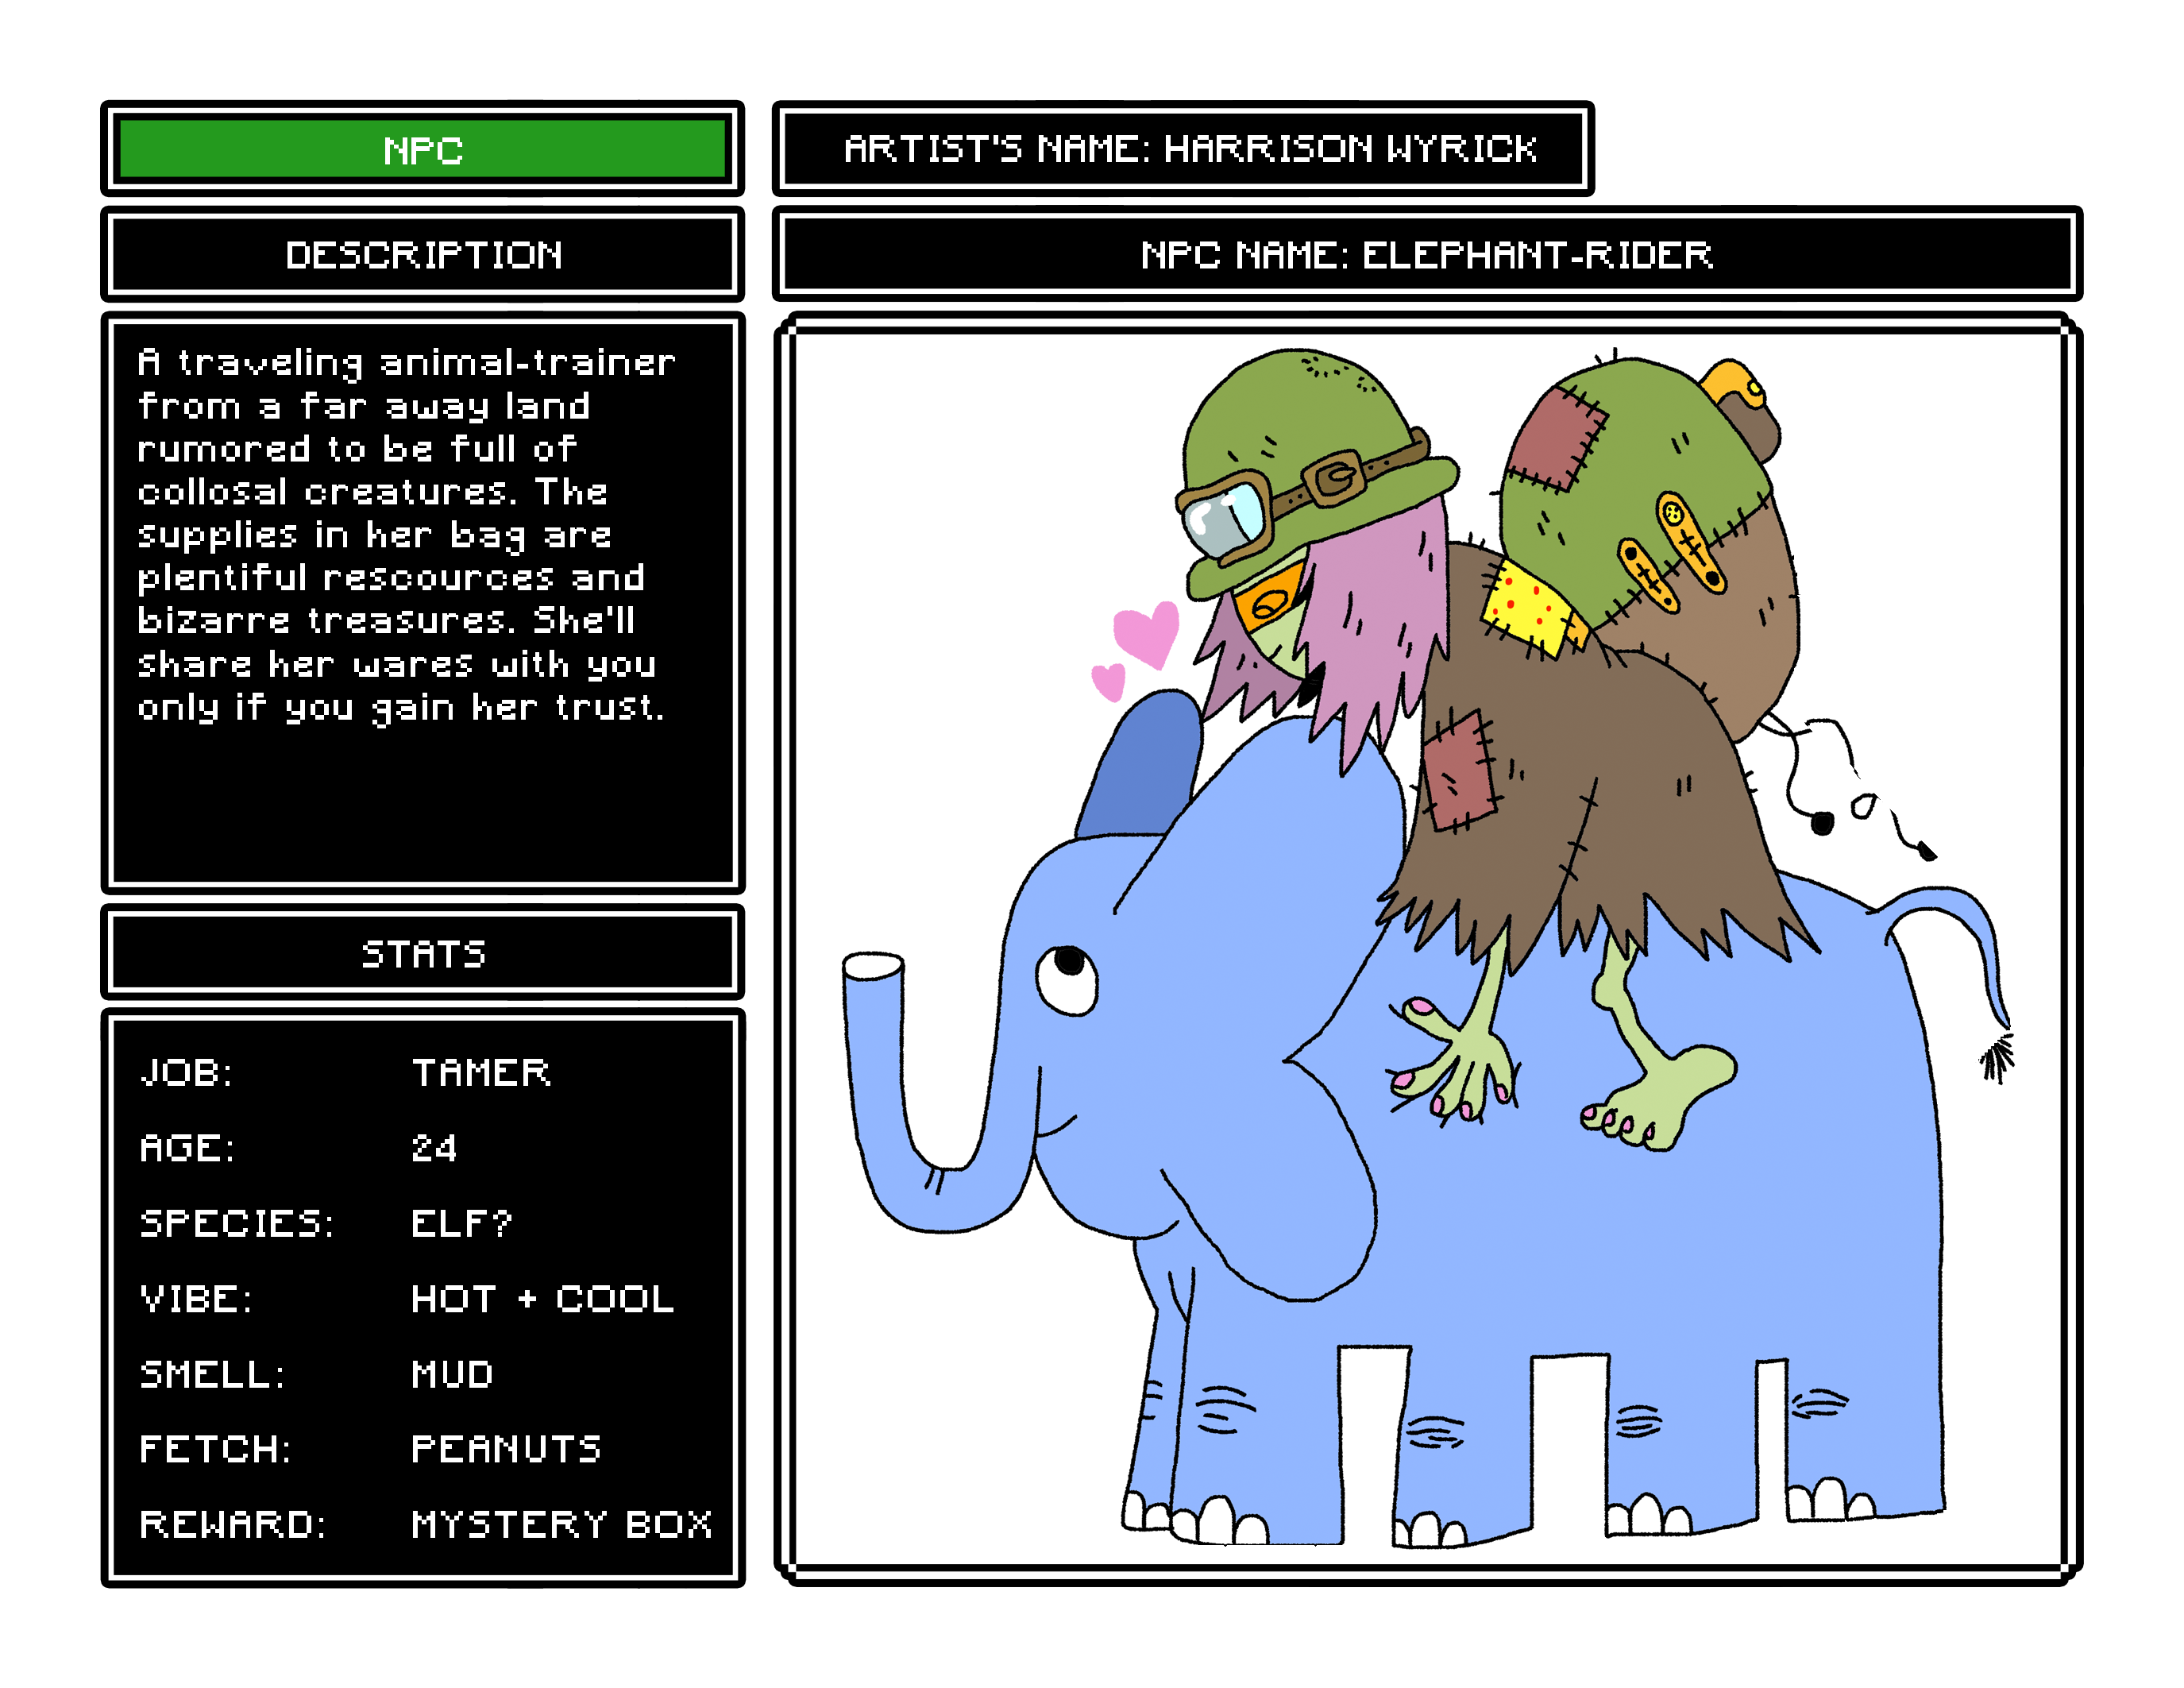 NPC
ARTIST'S NAME: HARRISON WYRICK
DESCRIPTION
NPC NAME: ELEPHANT-RIDER
A traveling animal-trainer
from a far away land
rumored to be full of
collosal creatures. The
supplies in her bag are
plentiful rescources and
bizarre treasures. She'll
share her wares with you
only if you gain her trust.
STATS
JOB: TAMER
AGE: 24
SPECIES: ELF?
VIBE: HOT + COOL
SMELL: MUD
FETCH: PEANUTS
REWARD: MYSTERY BOX